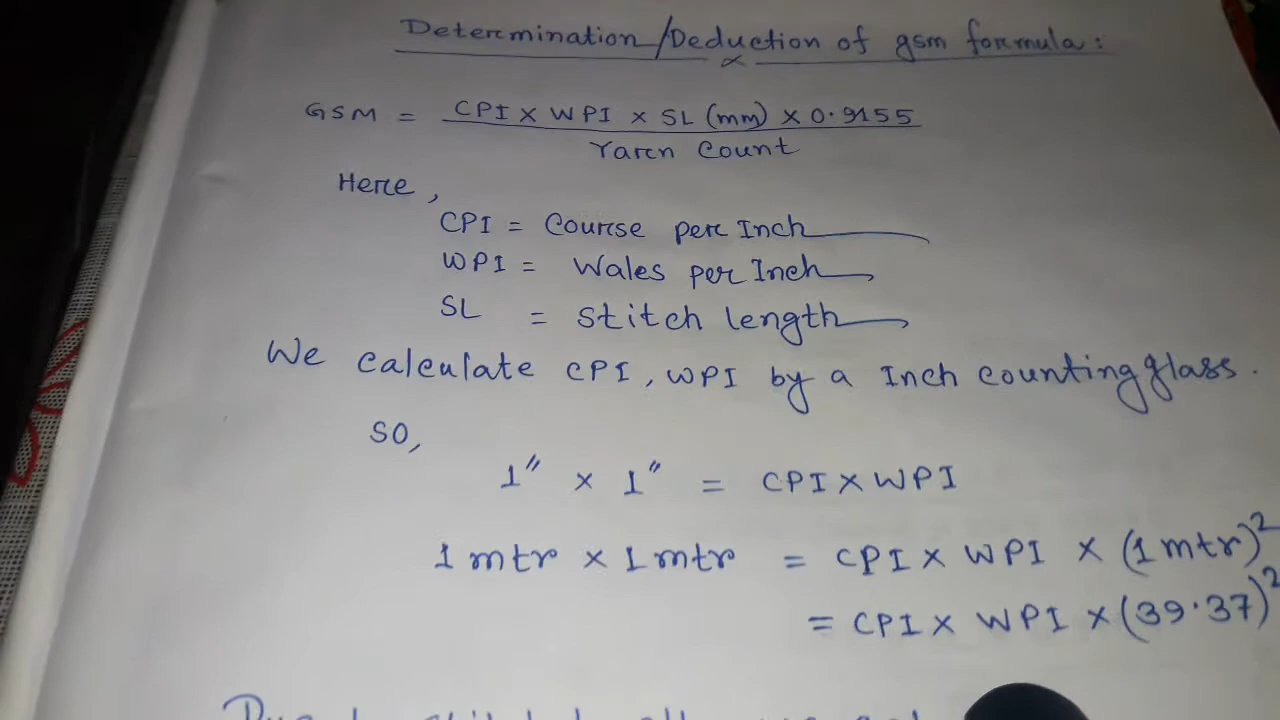 Determination/Deduction of gsm formula:
GSM = CPI X WPI x SL (mm) X 0.9155
Yarn Count
Here,
CPI = Course per Inch
WPI = Wales per Inch
SL = Stitch length
We calculate CPI, WPI by a Inch counting glass.
SO,
1" x 1" = CPI X WPI
1 mtr x 1 mtr = CPI X WPI X (1 mtr)²
= CPI X WPI X (39.37)²